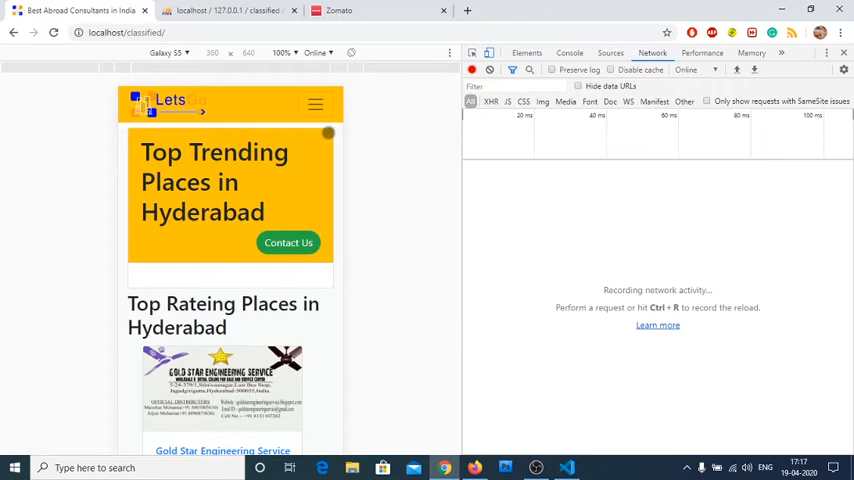 Best Abroad Consultants in India
localhost / 127.0.0.1 / classified /
Zomato
localhost/classified/
Galaxy S5 360 × 640 100% Online
Elements Console Sources Network Performance Memory
Preserve log Disable cache Online
Filter Hide data URLs
All XHR JS CSS Img Media Font Doc WS Manifest Other Only show requests with SameSite issues
20 ms 40 ms 60 ms 80 ms 100 ms
LetsGo
Top Trending
Places in
Hyderabad
Contact Us
Top Rateing Places in
Hyderabad
GOLD STAR ENGINEERING SERVICE
OFFICIAL DISTRIBUTORS
Gold Star Engineering Service
Recording network activity...
Perform a request or hit Ctrl + R to record the reload.
Learn more
Type here to search
ENG
17:17
19-04-2020